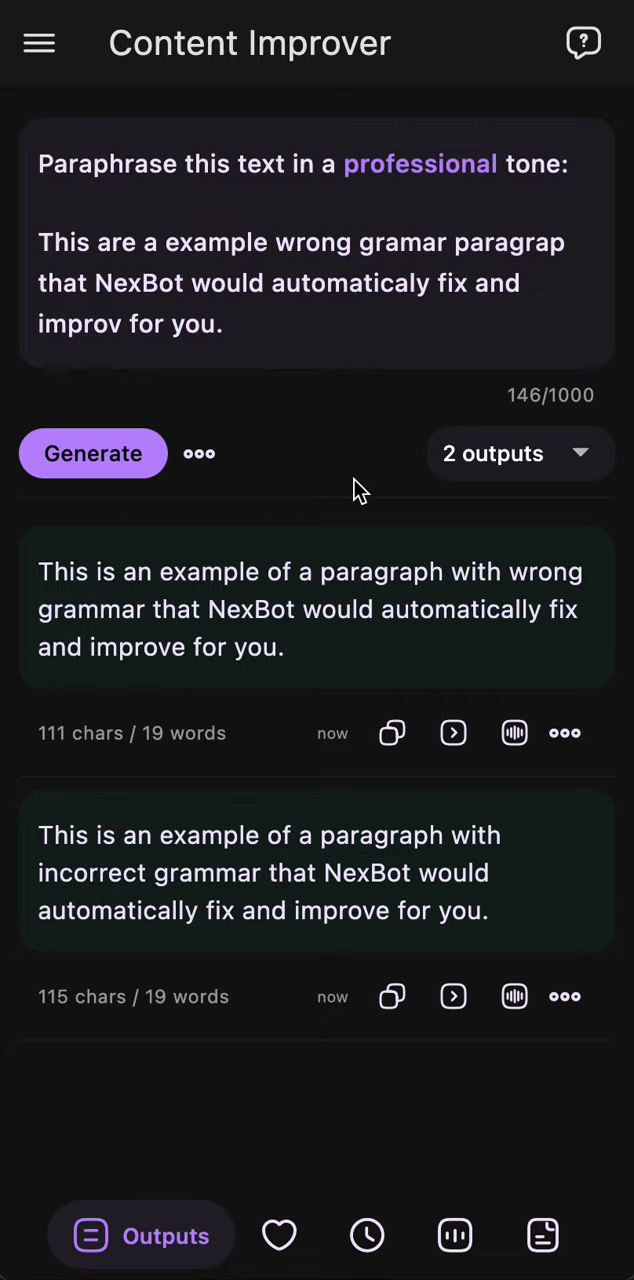 Content Improver
Paraphrase this text in a professional tone:
This are a example wrong gramar paragrap
that NexBot would automaticaly fix and
improv for you.
146/1000
Generate
2 outputs
This is an example of a paragraph with wrong
grammar that NexBot would automatically fix
and improve for you.
111 chars / 19 words
now
This is an example of a paragraph with
incorrect grammar that NexBot would
automatically fix and improve for you.
115 chars / 19 words
now
Outputs